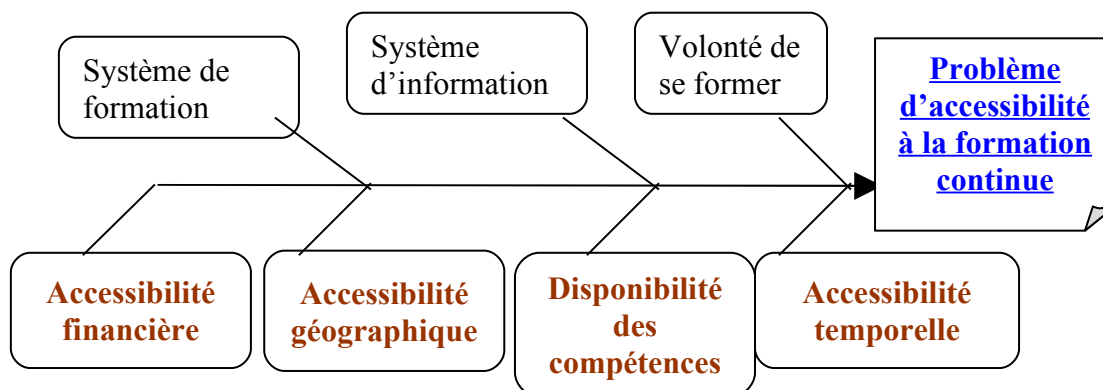 Système de
formation
Système
d’information
Volonté de
se former
Problème
d’accessibilité
à la formation
continue
Accessibilité
financière
Accessibilité
géographique
Disponibilité
des
compétences
Accessibilité
temporelle